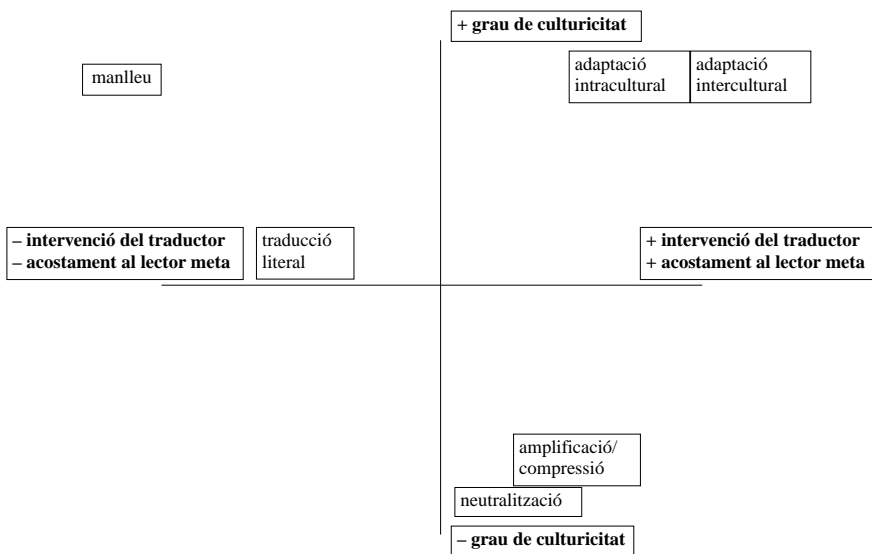 + grau de culturicitat
manlleu
adaptació
intracultural
adaptació
intercultural
– intervenció del traductor
– acostament al lector meta
traducció
literal
+ intervenció del traductor
+ acostament al lector meta
amplificació/
compressió
neutralització
– grau de culturicitat